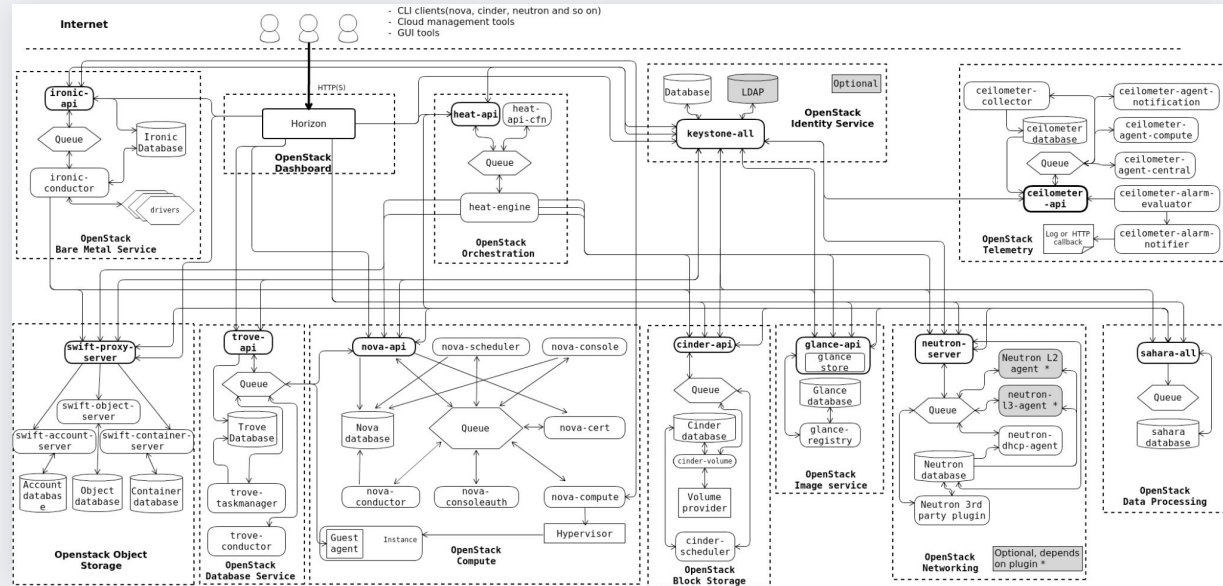 Internet
- CLI clients(nova, cinder, neutron and so on)
- Cloud management tools
- GUI tools
HTTP(S)
ironic-
api
Queue
Ironic
Database
ironic-
conductor
drivers
OpenStack
Bare Metal Service
Horizon
OpenStack
Dashboard
heat-api
heat-
api-cfn
Queue
heat-engine
OpenStack
Orchestration
Database
LDAP
Optional
OpenStack
Identity Service
keystone-all
ceilometer-
collector
ceilometer-agent-
notification
ceilometer
database
ceilometer-
agent-compute
Queue
ceilometer-
agent-central
ceilometer
-api
ceilometer-alarm-
evaluator
OpenStack
Telemetry
Log or HTTP
callback
ceilometer-alarm-
notifier
swift-proxy-
server
swift-object-
server
swift-account-
server
swift-container-
server
Account
databas
e
Object
database
Container
database
Openstack Object
Storage
trove-
api
Queue
Trove
Database
trove-
taskmanager
trove-
conductor
OpenStack
Database Service
nova-api
nova-scheduler
nova-console
Nova
database
Queue
nova-cert
nova-
conductor
nova-
consoleauth
nova-compute
Guest
agent
Instance
Hypervisor
OpenStack
Compute
cinder-api
Queue
Cinder
database
cinder-volume
Volume
provider
cinder-
scheduler
OpenStack
Block Storage
glance-api
glance
store
Glance
database
glance-
registry
OpenStack
Image service
neutron-
server
Neutron L2
agent *
Queue
neutron-
l3-agent *
neutron-
dhcp-agent
Neutron
database
Neutron 3rd
party plugin
OpenStack
Networking
Optional, depends
on plugin *
sahara-all
Queue
sahara
database
OpenStack
Data Processing